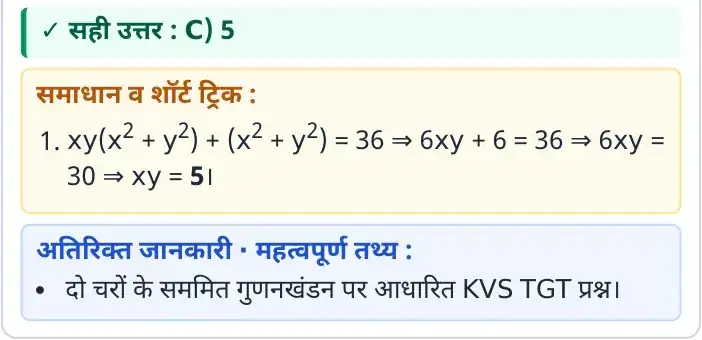 ✓ सही उत्तर : C) 5
समाधान व शॉर्ट ट्रिक :
1. xy(x² + y²) + (x² + y²) = 36 ⇒ 6xy + 6 = 36 ⇒ 6xy =
30 ⇒ xy = 5।
अतिरिक्त जानकारी · महत्वपूर्ण तथ्य :
• दो चरों के सममित गुणनखंडन पर आधारित KVS TGT प्रश्न।